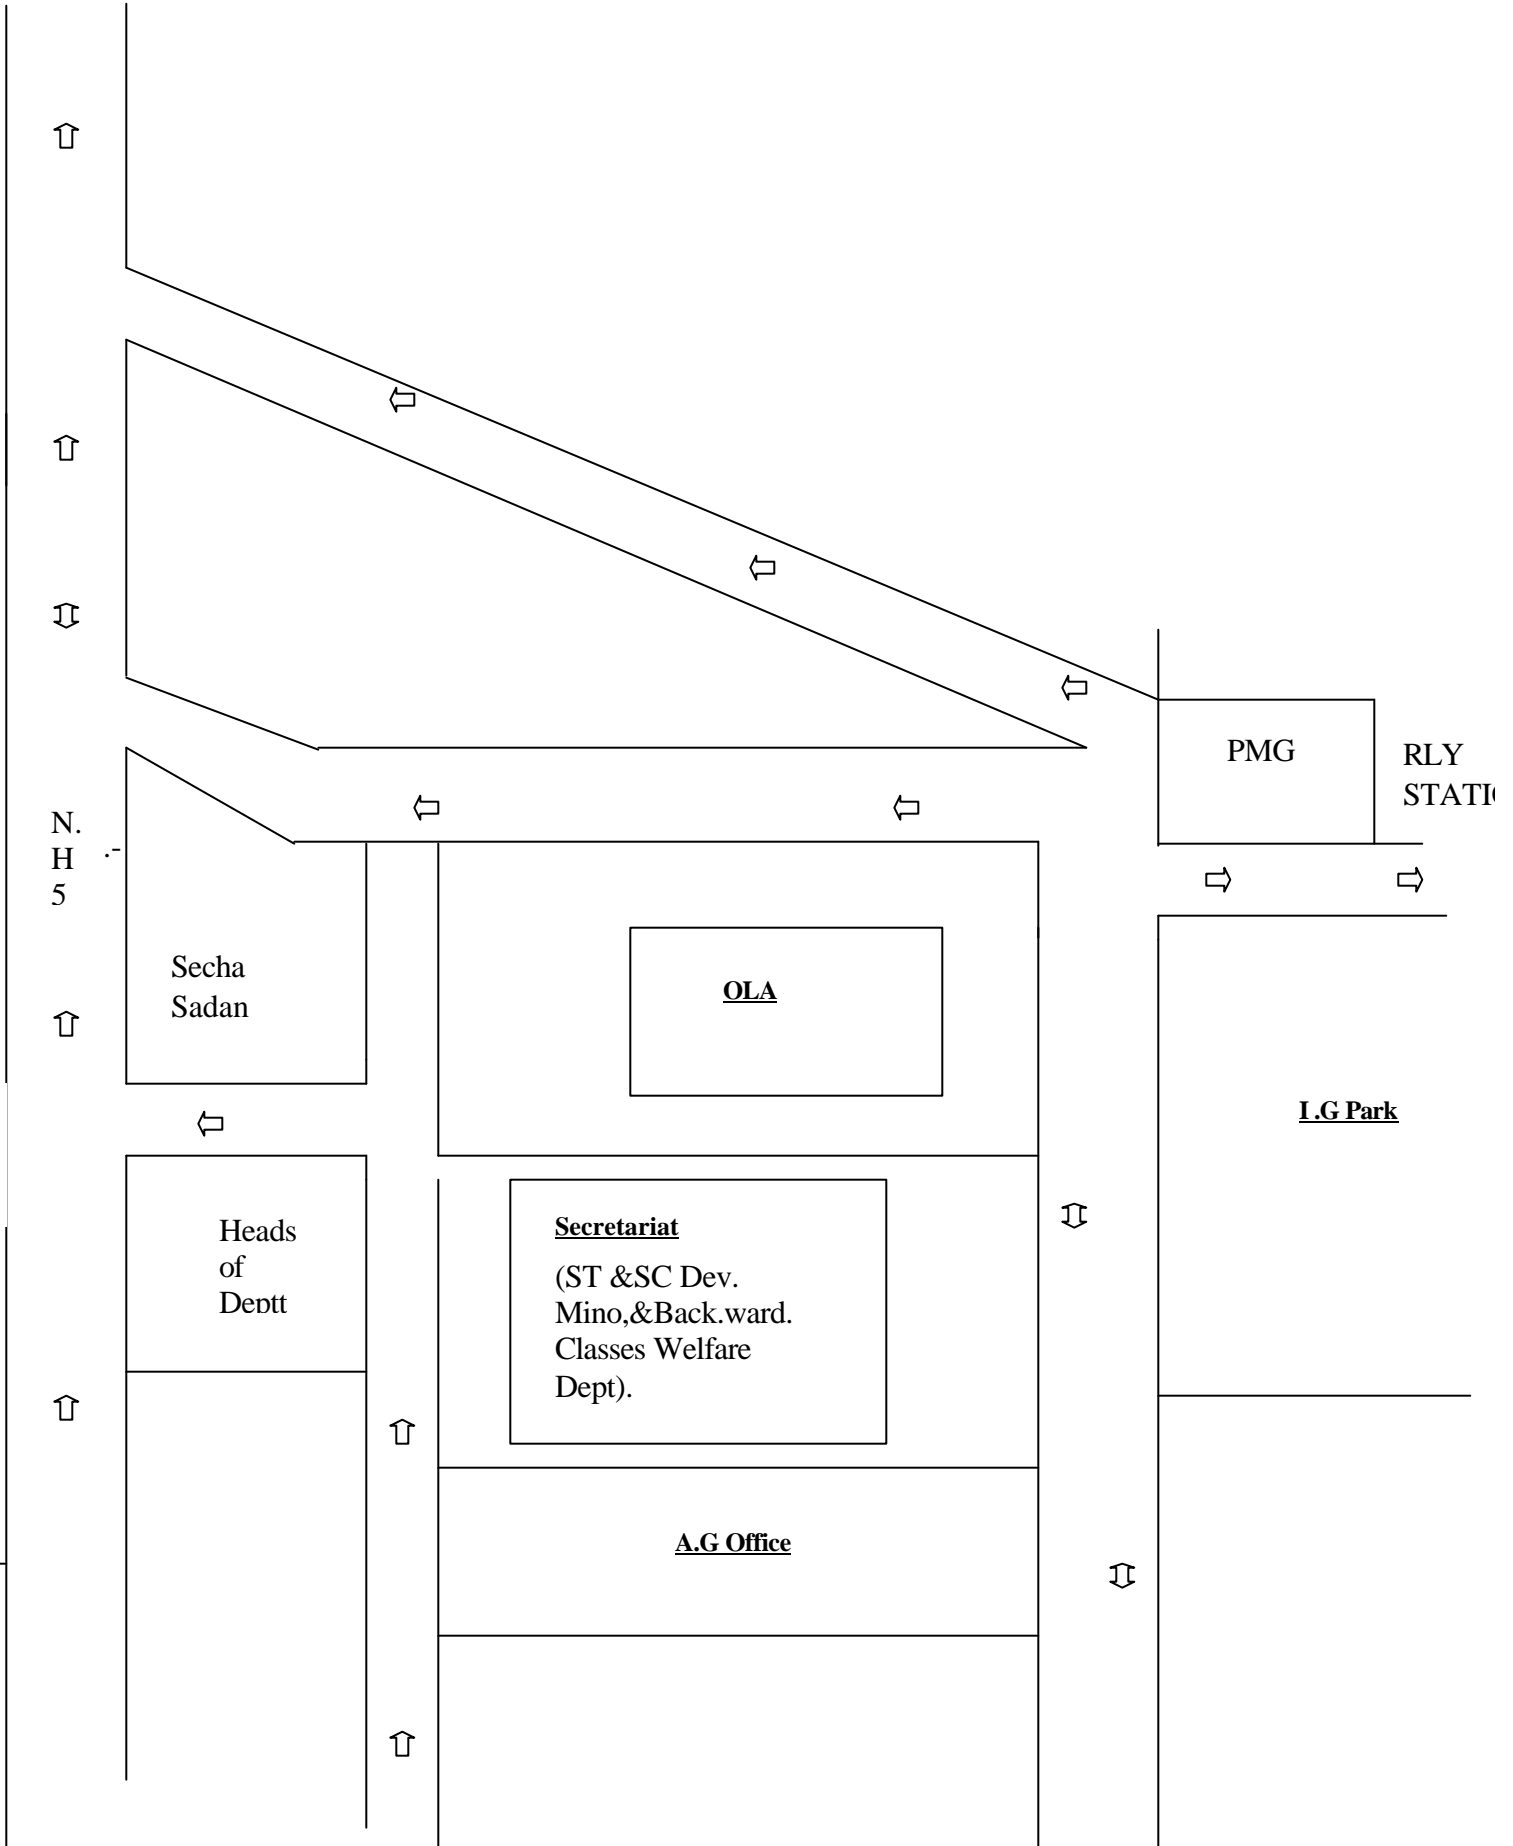 PMG
RLY
N.
H
5
Secha
Sadan
OLA
I .G Park
Heads
of
Deptt
Secretariat
(ST &SC Dev.
Mino,&Back.ward.
Classes Welfare
Dept).
A.G Office